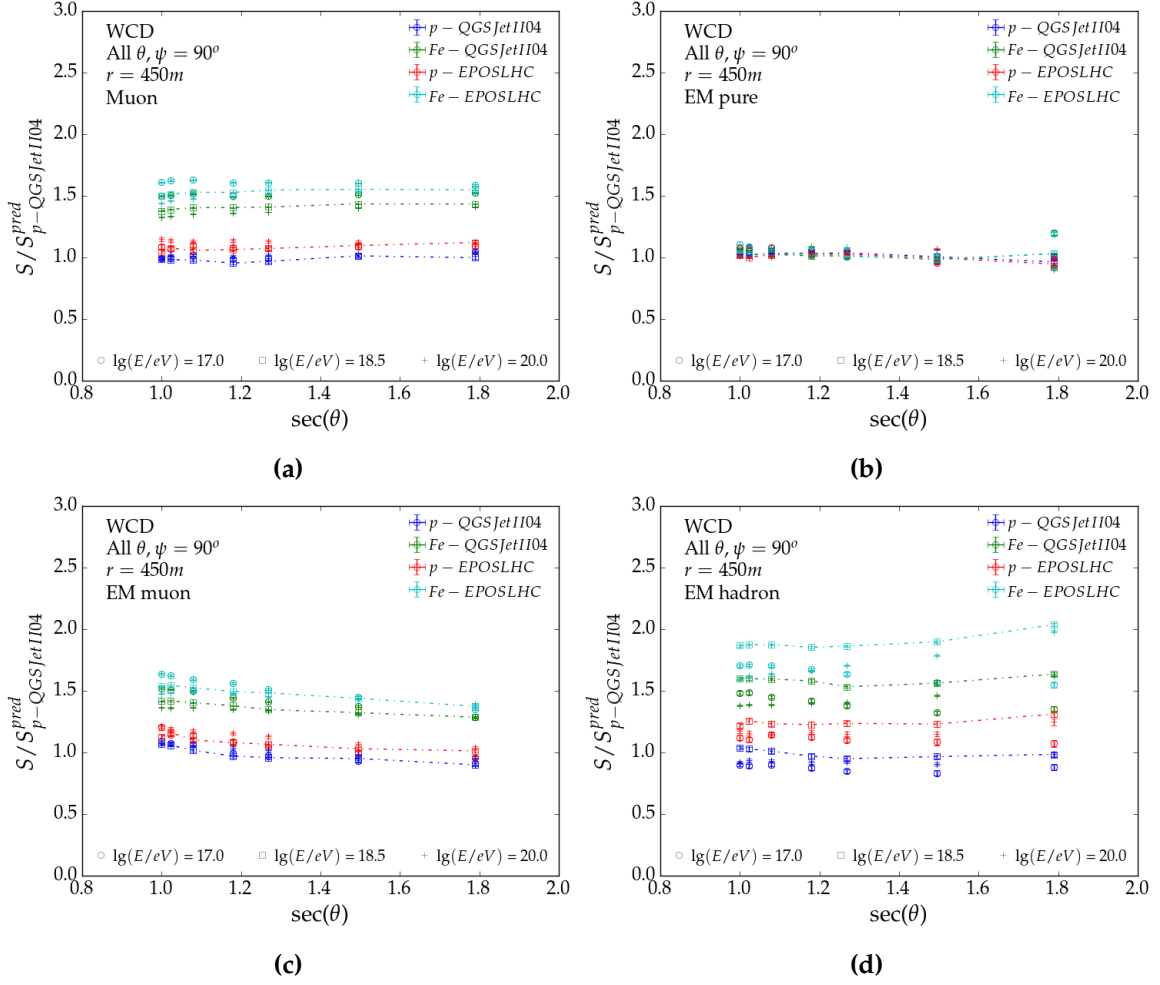 3.0
2.5
2.0
1.5
1.0
0.5
0.0
S/S^{pred}_{p−QGSJetII04}
WCD
All θ, ψ = 90°
r = 450m
Muon
p − QGSJetII04
Fe − QGSJetII04
p − EPOSLHC
Fe − EPOSLHC
lg(E/eV) = 17.0
lg(E/eV) = 18.5
lg(E/eV) = 20.0
0.8 1.0 1.2 1.4 1.6 1.8 2.0
sec(θ)
(a)
3.0
2.5
2.0
1.5
1.0
0.5
0.0
S/S^{pred}_{p−QGSJetII04}
WCD
All θ, ψ = 90°
r = 450m
EM pure
p − QGSJetII04
Fe − QGSJetII04
p − EPOSLHC
Fe − EPOSLHC
lg(E/eV) = 17.0
lg(E/eV) = 18.5
lg(E/eV) = 20.0
0.8 1.0 1.2 1.4 1.6 1.8 2.0
sec(θ)
(b)
3.0
2.5
2.0
1.5
1.0
0.5
0.0
S/S^{pred}_{p−QGSJetII04}
WCD
All θ, ψ = 90°
r = 450m
EM muon
p − QGSJetII04
Fe − QGSJetII04
p − EPOSLHC
Fe − EPOSLHC
lg(E/eV) = 17.0
lg(E/eV) = 18.5
lg(E/eV) = 20.0
0.8 1.0 1.2 1.4 1.6 1.8 2.0
sec(θ)
(c)
3.0
2.5
2.0
1.5
1.0
0.5
0.0
S/S^{pred}_{p−QGSJetII04}
WCD
All θ, ψ = 90°
r = 450m
EM hadron
p − QGSJetII04
Fe − QGSJetII04
p − EPOSLHC
Fe − EPOSLHC
lg(E/eV) = 17.0
lg(E/eV) = 18.5
lg(E/eV) = 20.0
0.8 1.0 1.2 1.4 1.6 1.8 2.0
sec(θ)
(d)